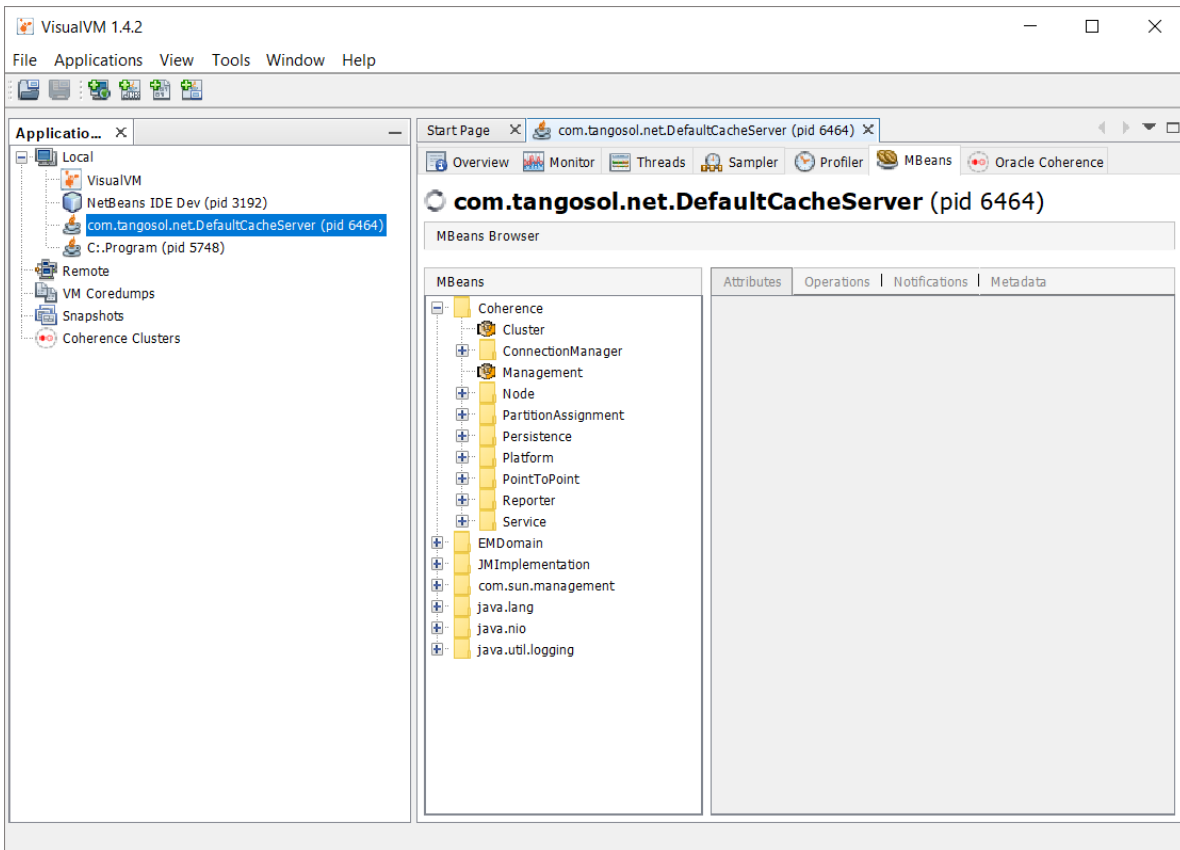 VisualVM 1.4.2
File Applications View Tools Window Help
Applicatio...
Local
VisualVM
NetBeans IDE Dev (pid 3192)
com.tangosol.net.DefaultCacheServer (pid 6464)
C:.Program (pid 5748)
Remote
VM Coredumps
Snapshots
Coherence Clusters
Start Page com.tangosol.net.DefaultCacheServer (pid 6464)
Overview Monitor Threads Sampler Profiler MBeans Oracle Coherence
com.tangosol.net.DefaultCacheServer (pid 6464)
MBeans Browser
MBeans
Coherence
Cluster
ConnectionManager
Management
Node
PartitionAssignment
Persistence
Platform
PointToPoint
Reporter
Service
EMDomain
JMImplementation
com.sun.management
java.lang
java.nio
java.util.logging
Attributes Operations Notifications Metadata